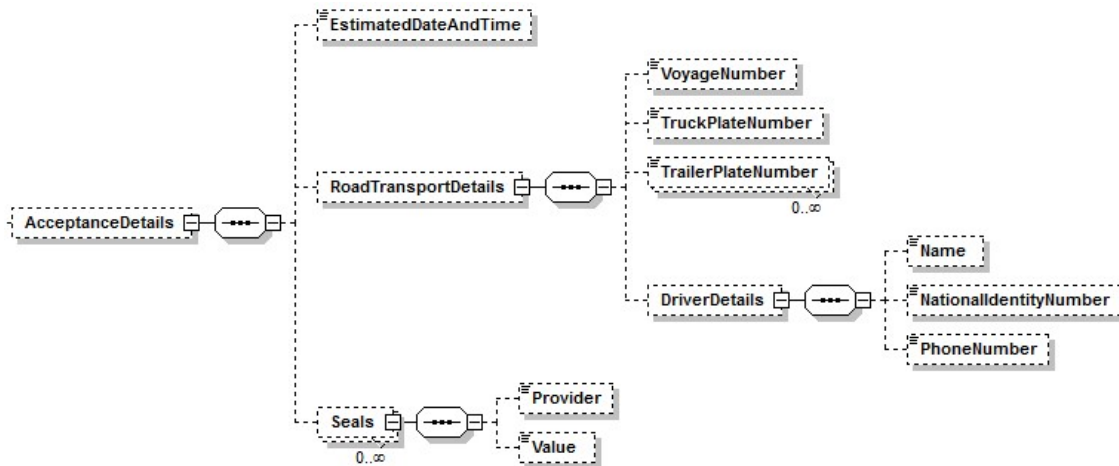 EstimatedDateAndTime
VoyageNumber
TruckPlateNumber
TrailerPlateNumber
0..∞
RoadTransportDetails
AcceptanceDetails
Name
DriverDetails
NationalIdentityNumber
PhoneNumber
Provider
Seals
0..∞
Value